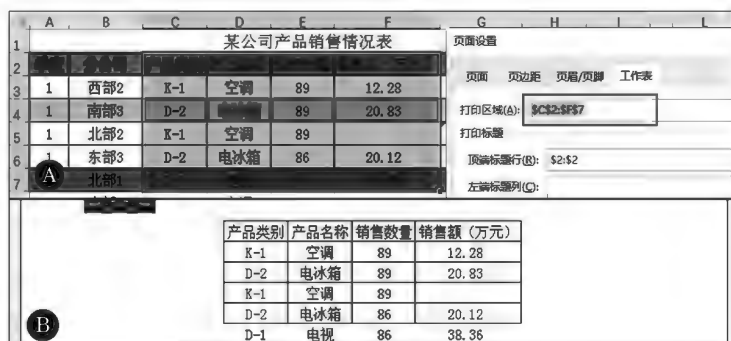 A B C D E F G H I L
1 某公司产品销售情况表 页面设置
2
页面 页边距 页眉/页脚 工作表
3 1 西部2 K-1 空调 89 12.28
4 1 南部3 D-2 89 20.83 打印区域(A): $C$2:$F$7
5 1 北部2 K-1 空调 89 打印标题
6 1 东部3 D-2 电冰箱 86 20.12 顶端标题行(R): $2:$2
7 北部1 左端标题列(C):
A
产品类别 产品名称 销售数量 销售额（万元）
K-1 空调 89 12.28
D-2 电冰箱 89 20.83
K-1 空调 89
D-2 电冰箱 86 20.12
D-1 电视 86 38.36
B